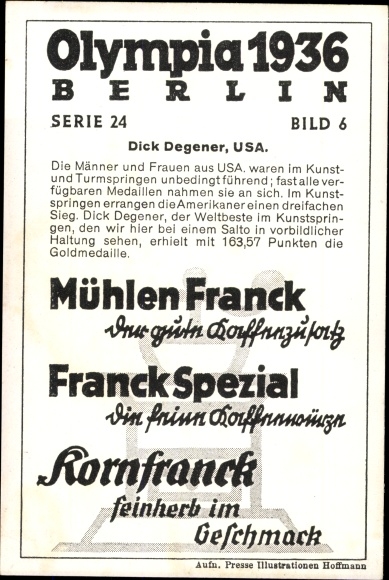 Olympia 1936
BERLIN
SERIE 24 BILD 6
Dick Degener, USA.
Die Männer und Frauen aus USA. waren im Kunst-
und Turmspringen unbedingt führend; fast alle ver-
fügbaren Medaillen nahmen sie an sich. Im Kunst-
springen errangen die Amerikaner einen dreifachen
Sieg. Dick Degener, der Weltbeste im Kunstsprin-
gen, den wir hier bei einem Salto in vorbildlicher
Haltung sehen, erhielt mit 163,57 Punkten die
Goldmedaille.
Mühlen Franck
der gute Kaffeezusatz
Franck Spezial
die feine Kaffeewürze
Kornfranck
feinherb im
Geschmack
Aufn. Presse Illustrationen Hoffmann